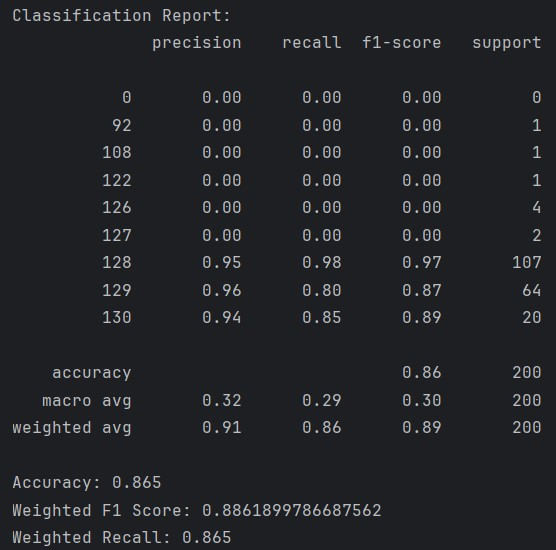 Classification Report:
precision recall f1-score support
0 0.00 0.00 0.00 0
92 0.00 0.00 0.00 1
108 0.00 0.00 0.00 1
122 0.00 0.00 0.00 1
126 0.00 0.00 0.00 4
127 0.00 0.00 0.00 2
128 0.95 0.98 0.97 107
129 0.96 0.80 0.87 64
130 0.94 0.85 0.89 20
accuracy 0.86 200
macro avg 0.32 0.29 0.30 200
weighted avg 0.91 0.86 0.89 200
Accuracy: 0.865
Weighted F1 Score: 0.8861899786687562
Weighted Recall: 0.865